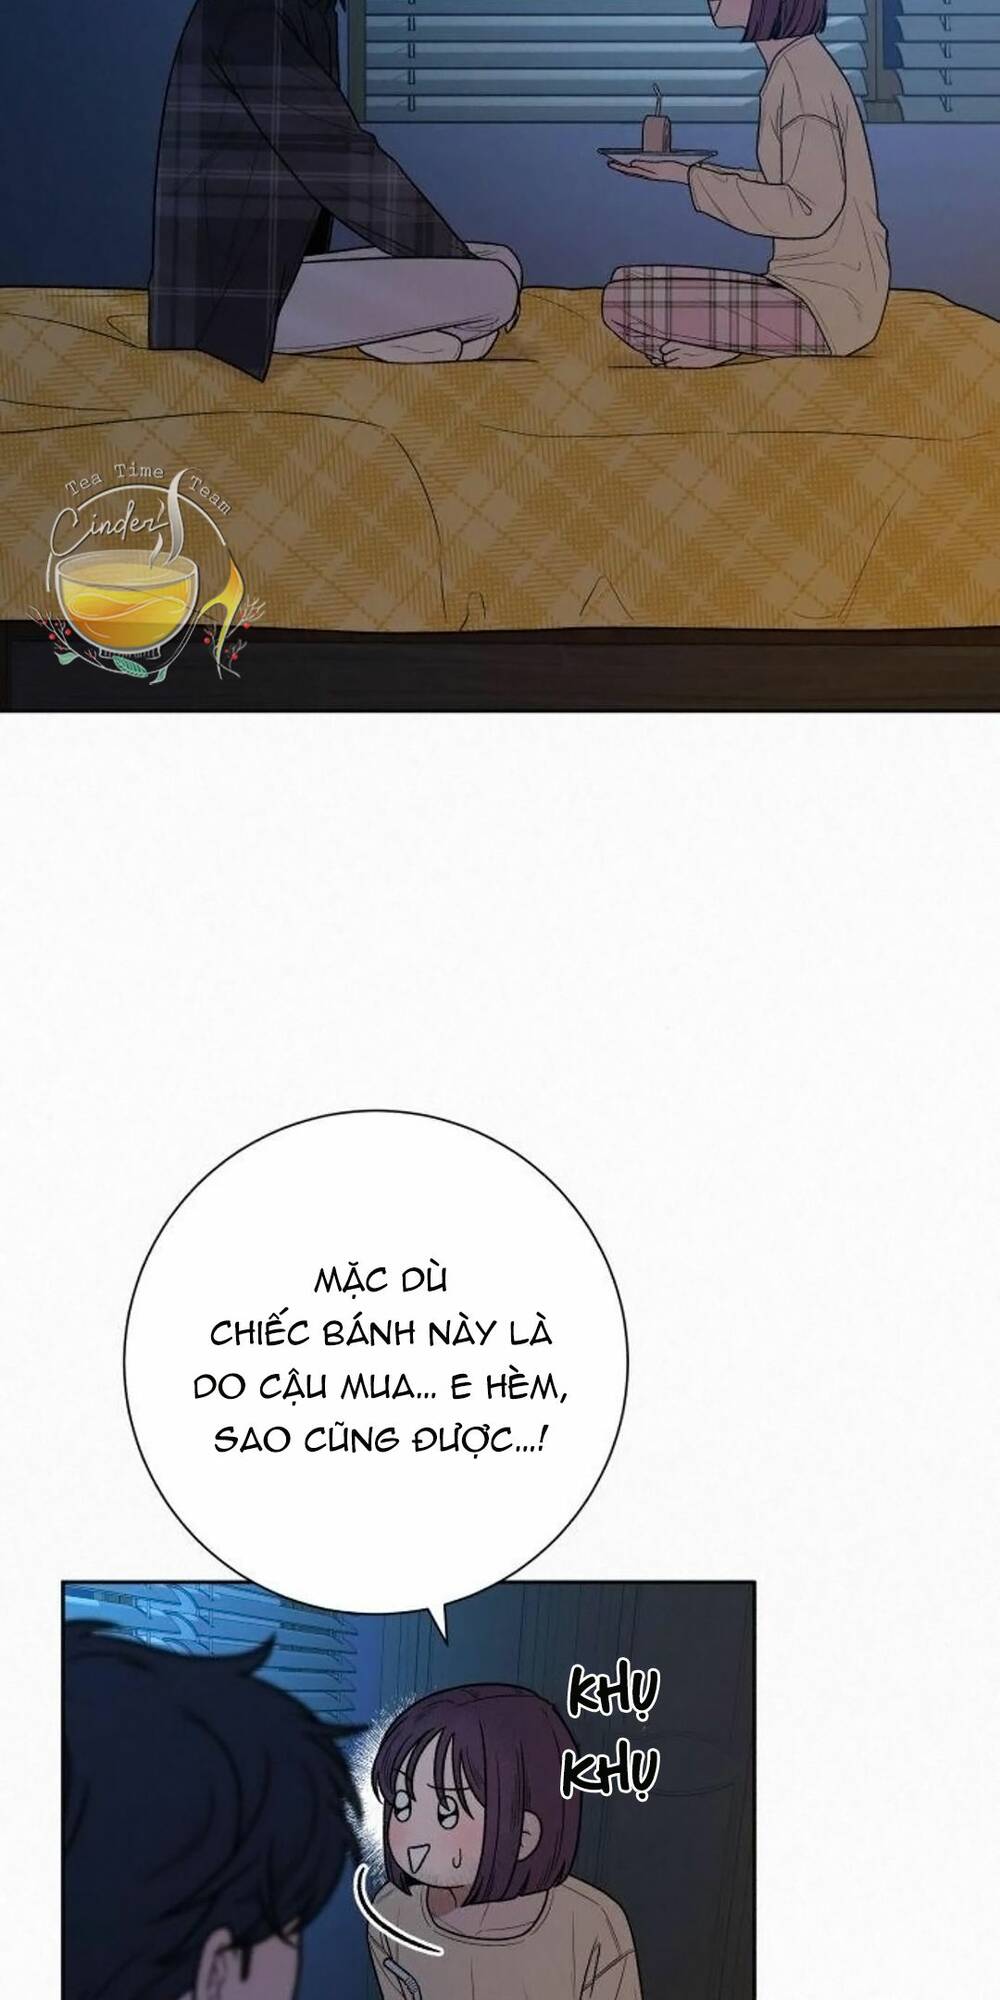 Tea Time Team
Cinder
MẶC DÙ
CHIẾC BÁNH NÀY LÀ
DO CẬU MUA... E HÈM,
SAO CŨNG ĐƯỢC...!
KHỤ
KHỤ